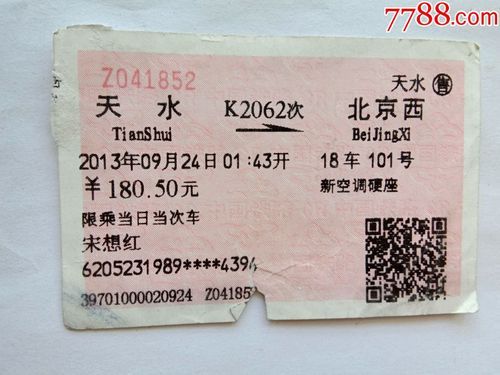 7788.com
Z041852
天水 售
天水 K2062次 北京西
TianShui BeiJingXi
2013年09月24日01:43开 18车101号
¥180.50元 新空调硬座
限乘当日当次车
宋想红
6205231989****4394
39701000020924 Z041852